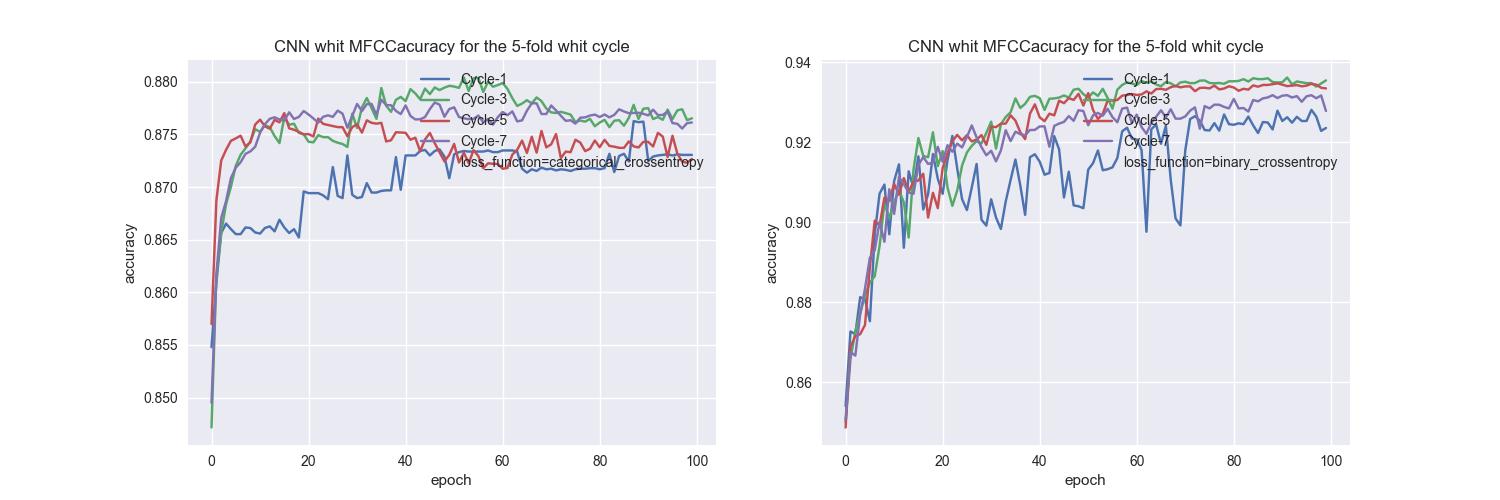 CNN whit MFCCacuracy for the 5-fold whit cycle
0.880
0.875
0.870
0.865
0.860
0.855
0.850
accuracy
Cycle-1
Cycle-3
Cycle-5
Cycle-7
loss_function=categorical_crossentropy
0 20 40 60 80 100
epoch
CNN whit MFCCacuracy for the 5-fold whit cycle
0.94
0.92
0.90
0.88
0.86
accuracy
Cycle-1
Cycle-3
Cycle-5
Cycle-7
loss_function=binary_crossentropy
0 20 40 60 80 100
epoch